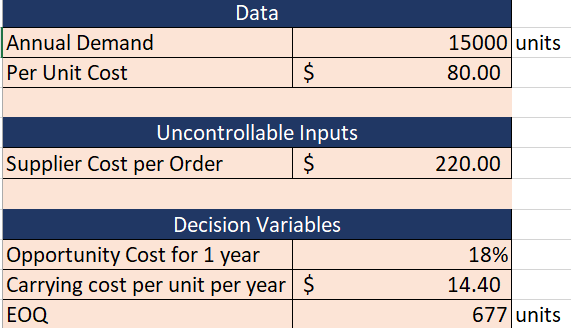 Data
Annual Demand 15000 units
Per Unit Cost $ 80.00
Uncontrollable Inputs
Supplier Cost per Order $ 220.00
Decision Variables
Opportunity Cost for 1 year 18%
Carrying cost per unit per year $ 14.40
EOQ 677 units